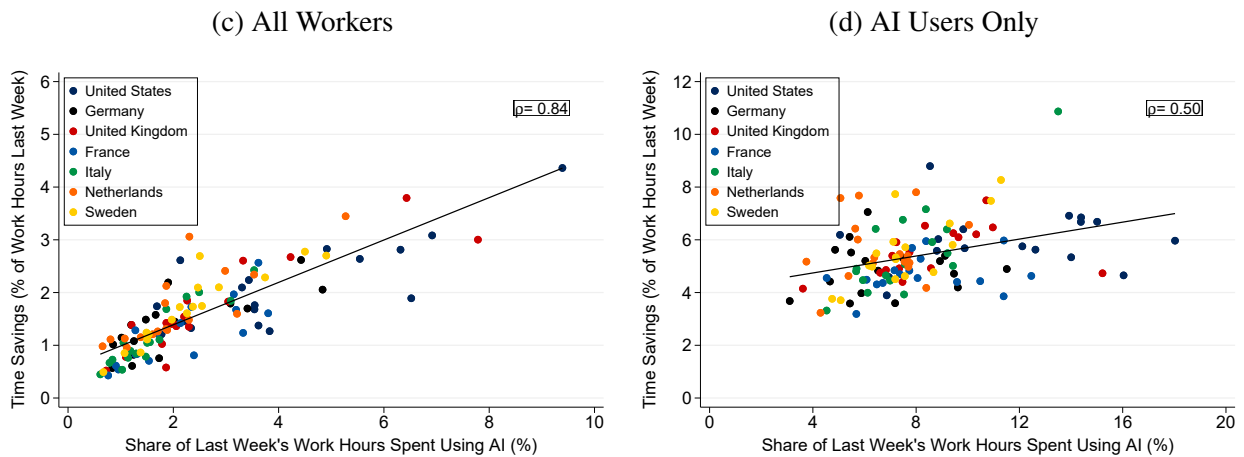 (c) All Workers
Time Savings (% of Work Hours Last Week)
6
5
4
3
2
1
0
United States
Germany
United Kingdom
France
Italy
Netherlands
Sweden
ρ= 0.84
0 2 4 6 8 10
Share of Last Week's Work Hours Spent Using AI (%)
(d) AI Users Only
Time Savings (% of Work Hours Last Week)
12
10
8
6
4
2
0
United States
Germany
United Kingdom
France
Italy
Netherlands
Sweden
ρ= 0.50
0 4 8 12 16 20
Share of Last Week's Work Hours Spent Using AI (%)